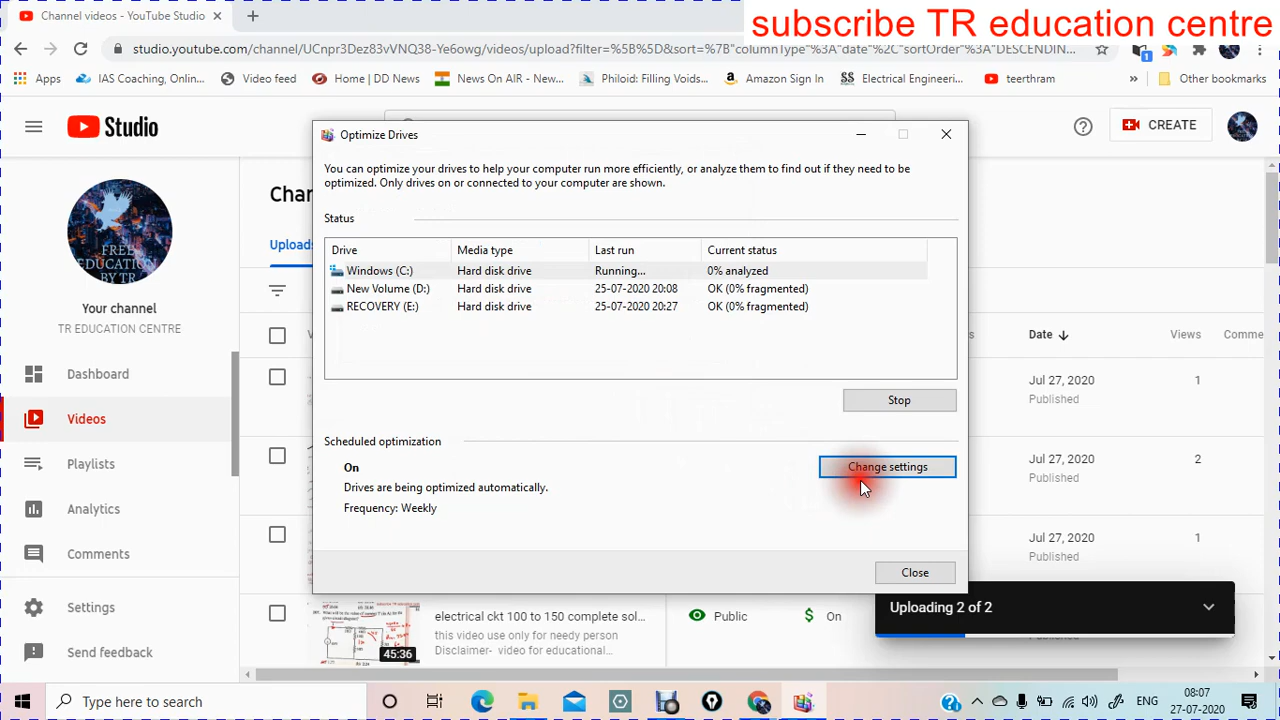 Channel videos - YouTube Studio
subscribe TR education centre
studio.youtube.com/channel/UCnpr3Dez83vVNQ38-Ye6owg/videos/upload?filter=%5B%5D&sort=%7B"columnType"%3A"date"%2C"sortOrder"%3A"DESCENDIN...
Apps
IAS Coaching, Onlin...
Video feed
Home | DD News
News On AIR - New...
Philoid: Filling Voids...
Amazon Sign In
Electrical Engineeri...
teerthram
»
Other bookmarks
Studio
CREATE
Optimize Drives
You can optimize your drives to help your computer run more efficiently, or analyze them to find out if they need to be
optimized. Only drives on or connected to your computer are shown.
Status
Drive Media type Last run Current status
Windows (C:) Hard disk drive Running... 0% analyzed
New Volume (D:) Hard disk drive 25-07-2020 20:08 OK (0% fragmented)
RECOVERY (E:) Hard disk drive 25-07-2020 20:27 OK (0% fragmented)
Stop
Scheduled optimization
On
Change settings
Drives are being optimized automatically.
Frequency: Weekly
Close
FREE
EDUCATION
BY TR
Your channel
TR EDUCATION CENTRE
Dashboard
Videos
Playlists
Analytics
Comments
Settings
Send feedback
Chan
Uploads
Date Views Comme
Jul 27, 2020 1
Published
Jul 27, 2020 2
Published
Jul 27, 2020 1
Published
electrical ckt 100 to 150 complete sol...
this video use only for needy person
Disclaimer- video for educational...
45:36
Public
On
Uploading 2 of 2
Type here to search
ENG
08:07
27-07-2020